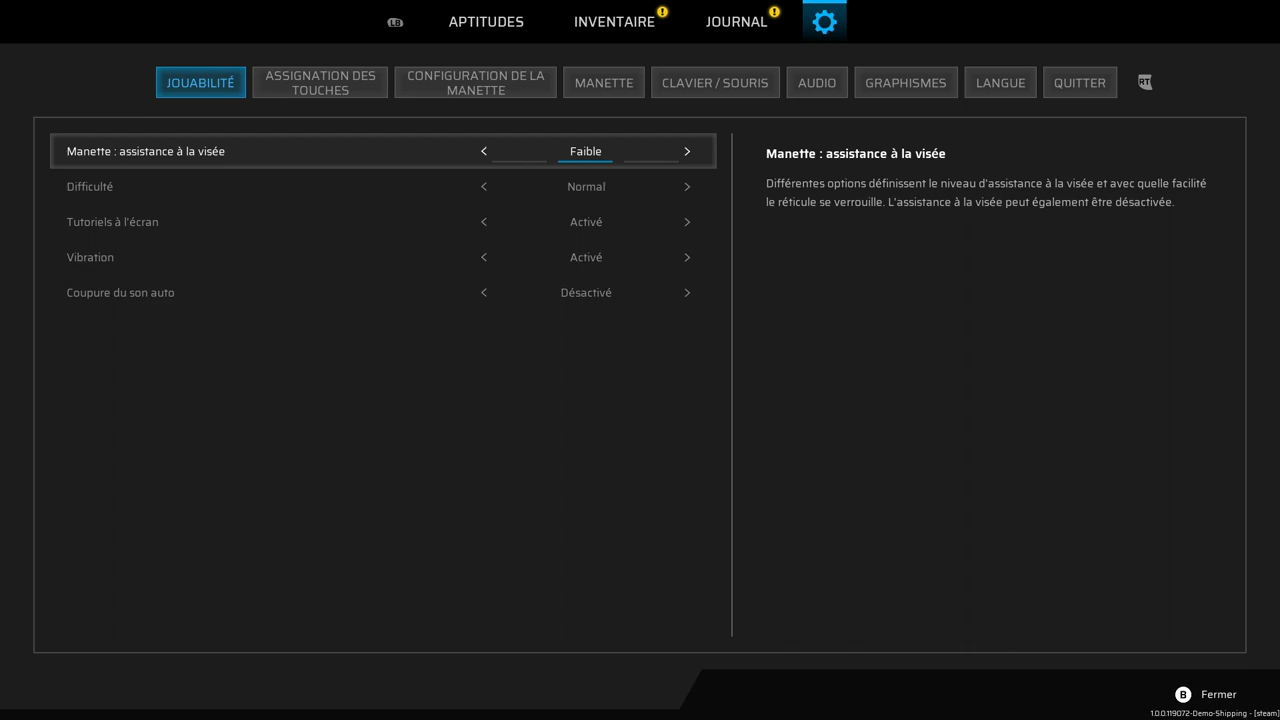 LB
APTITUDES
INVENTAIRE
!
JOURNAL
!
JOUABILITÉ
ASSIGNATION DES
TOUCHES
CONFIGURATION DE LA
MANETTE
MANETTE
CLAVIER / SOURIS
AUDIO
GRAPHISMES
LANGUE
QUITTER
RT
Manette : assistance à la visée
< Faible >
Difficulté
< Normal >
Tutoriels à l'écran
< Activé >
Vibration
< Activé >
Coupure du son auto
< Désactivé >
Manette : assistance à la visée
Différentes options définissent le niveau d'assistance à la visée et avec quelle facilité
le réticule se verrouille. L'assistance à la visée peut également être désactivée.
B Fermer
1.0.0.119072-Demo-Shipping - [steam]